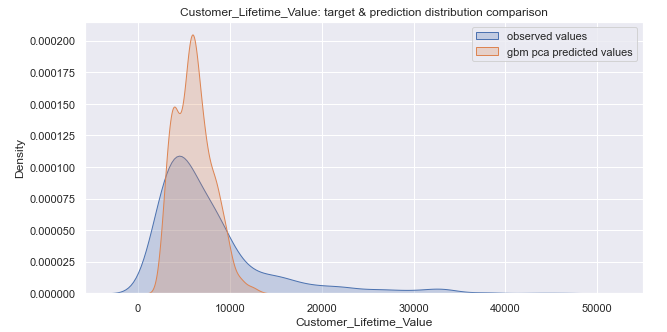 Customer_Lifetime_Value: target & prediction distribution comparison
observed values
gbm pca predicted values
0.000200
0.000175
0.000150
0.000125
0.000100
0.000075
0.000050
0.000025
0.000000
Density
0 10000 20000 30000 40000 50000
Customer_Lifetime_Value